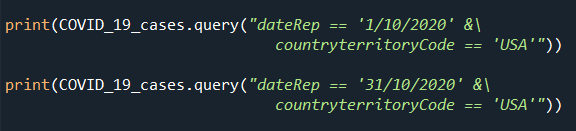 print(COVID_19_cases.query("dateRep == '1/10/2020' &\
countryterritoryCode == 'USA'"))
print(COVID_19_cases.query("dateRep == '31/10/2020' &\
countryterritoryCode == 'USA'"))